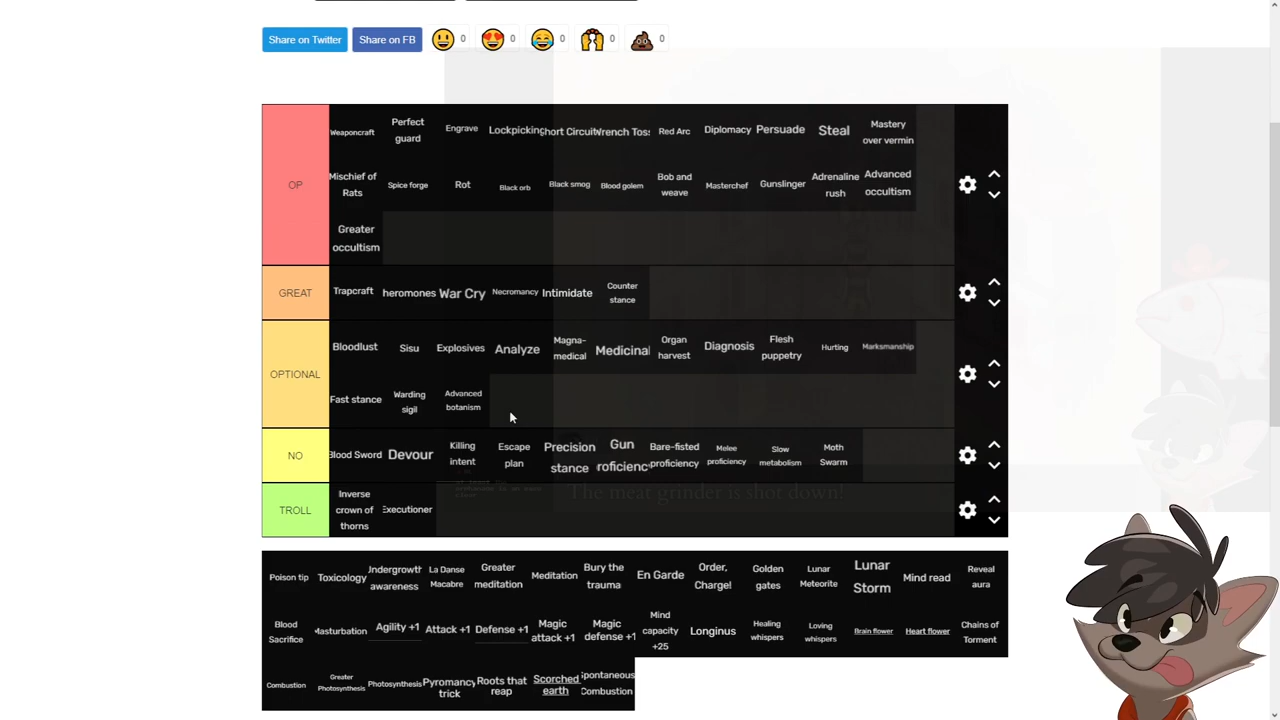 Share on Twitter Share on FB 0 0 0 0 0
OP
Weaponcraft Perfect guard Engrave Lockpicking hort Circuit Wrench Toss Red Arc Diplomacy Persuade Steal Mastery over vermin
Mischief of Rats Spice forge Rot Black orb Black smog Blood golem Bob and weave Masterchef Gunslinger Adrenaline rush Advanced occultism
Greater occultism
GREAT
Trapcraft heromones War Cry Necromancy Intimidate Counter stance
OPTIONAL
Bloodlust Sisu Explosives Analyze Magna-medical Medicinal Organ harvest Diagnosis Flesh puppetry Hurting Marksmanship
Fast stance Warding sigil Advanced botanism
NO
Blood Sword Devour Killing intent Escape plan Precision stance Gun roficienc Bare-fisted proficiency Melee proficiency Slow metabolism Moth Swarm
The meat grinder is shot down!
TROLL
Inverse crown of thorns Executioner
Poison tip Toxicology Undergrowth awareness La Danse Macabre Greater meditation Meditation Bury the trauma En Garde Order, Charge! Golden gates Lunar Meteorite Lunar Storm Mind read Reveal aura
Blood Sacrifice Masturbation Agility +1 Attack +1 Defense +1 Magic attack +1 Magic defense +1 Mind capacity +25 Longinus Healing whispers Loving whispers Brain flower Heart flower Chains of Torment
Combustion Greater Photosynthesis Photosynthesis Pyromancy trick Roots that reap Scorched earth Spontaneous Combustion